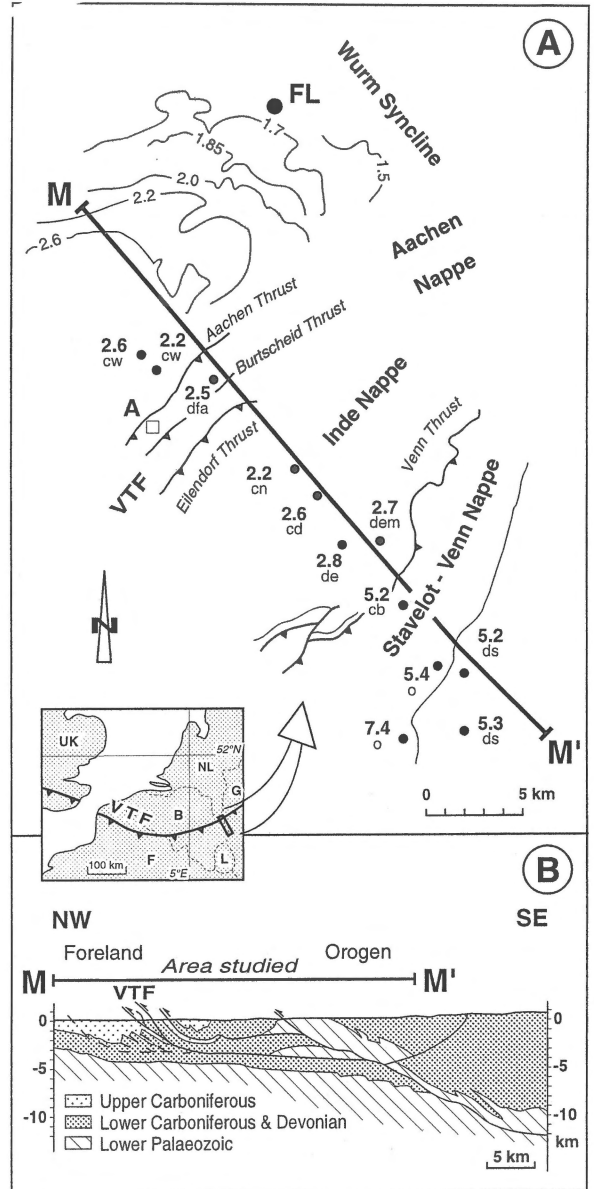 A
Wurm Syncline
FL
1.7
1.85
1.5
2.0
2.2
M
2.6
Aachen
Nappe
Aachen Thrust
Burtscheid Thrust
2.6
cw
2.2
cw
2.5
dfa
A
VTF
Eilendorf Thrust
Inde Nappe
Venn Thrust
2.2
cn
2.6
cd
2.7
dem
2.8
de
Stavelot - Venn Nappe
5.2
cb
5.2
ds
5.4
o
7.4
o
5.3
ds
M'
N
0 5 km
UK
52°N
NL
G
VTF
B
F
L
100 km
5°E
B
NW SE
Foreland Orogen
Area studied
M M'
VTF
0 0
-5 -5
-10 -10
km
Upper Carboniferous
Lower Carboniferous & Devonian
Lower Palaeozoic
5 km